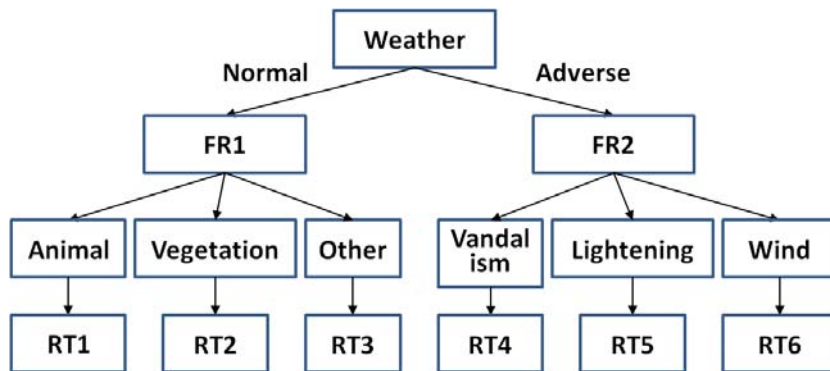 Weather
Normal Adverse
FR1 FR2
Animal Vegetation Other Vandal Lightening Wind
ism
RT1 RT2 RT3 RT4 RT5 RT6